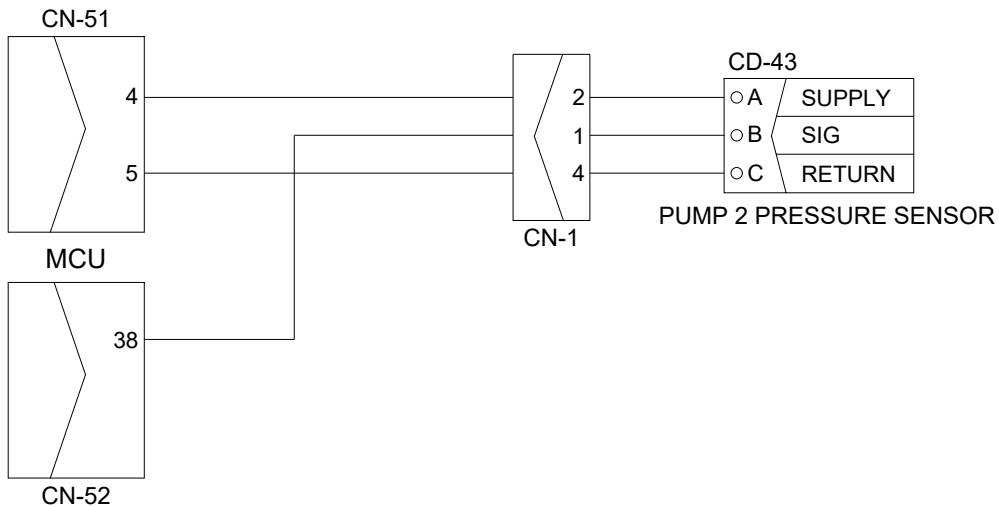 CN-51
CD-43
4
2
A SUPPLY
1
B SIG
5
4
C RETURN
PUMP 2 PRESSURE SENSOR
CN-1
MCU
38
CN-52